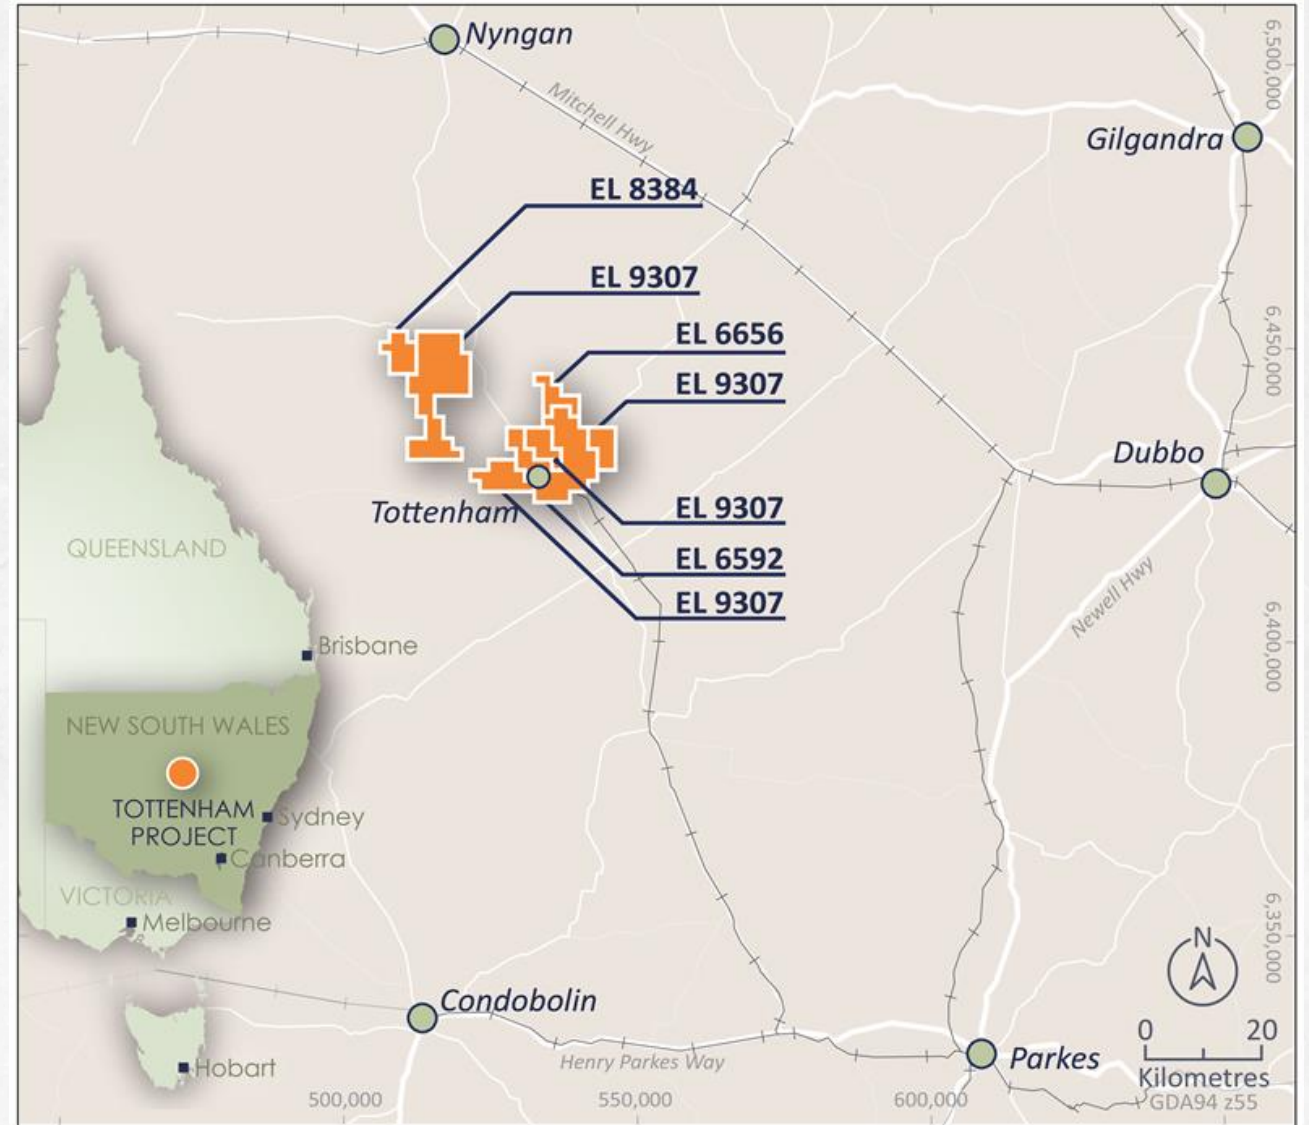 Nyngan
Mitchell Hwy
6,500,000
Gilgandra
EL 8384
EL 9307
EL 6656
6,450,000
EL 9307
Dubbo
Tottenham
EL 9307
EL 6592
EL 9307
Newell Hwy
6,400,000
QUEENSLAND
Brisbane
NEW SOUTH WALES
TOTTENHAM
PROJECT
Sydney
Canberra
VICTORIA
Melbourne
Hobart
6,350,000
N
Condobolin
Henry Parkes Way
Parkes
0 20
Kilometres
GDA94 z55
500,000
550,000
600,000